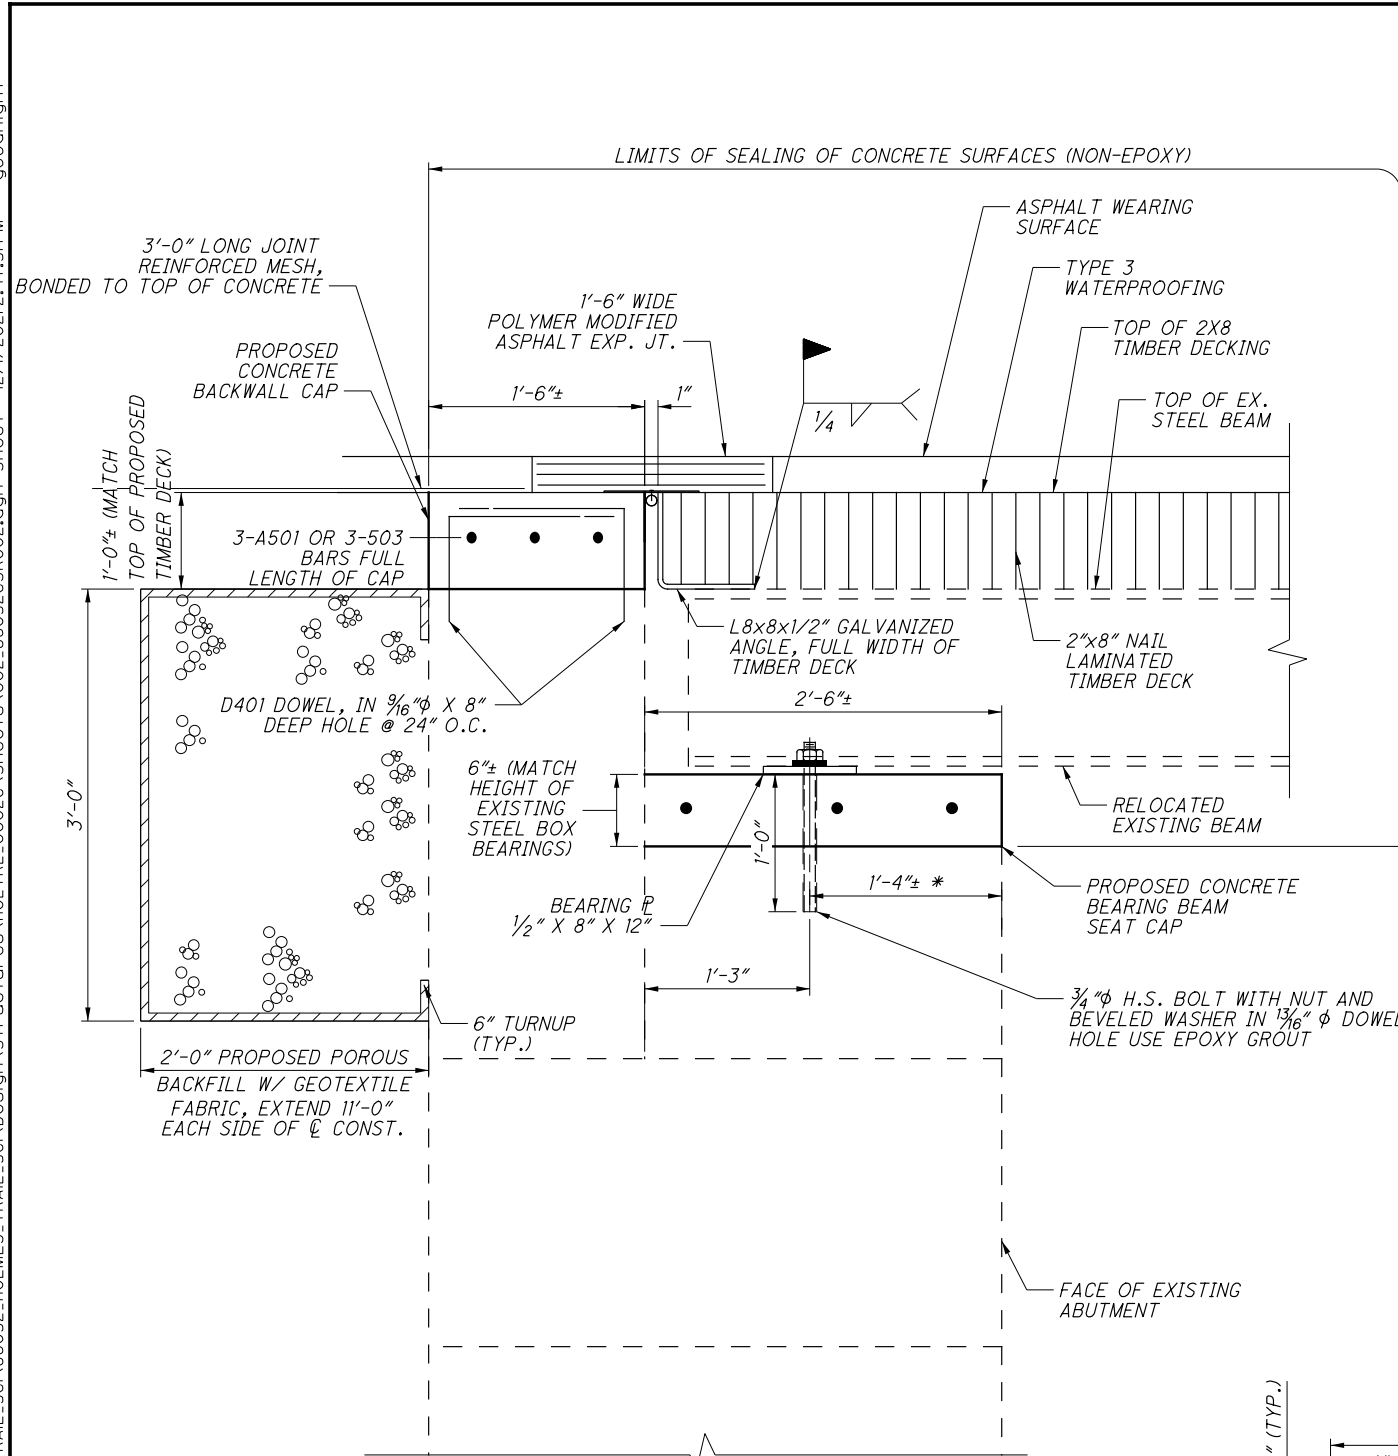 LIMITS OF SEALING OF CONCRETE SURFACES (NON-EPOXY)
ASPHALT WEARING
SURFACE
3'-0" LONG JOINT
REINFORCED MESH,
BONDED TO TOP OF CONCRETE
TYPE 3
WATERPROOFING
1'-6" WIDE
POLYMER MODIFIED
ASPHALT EXP. JT.
TOP OF 2X8
TIMBER DECKING
PROPOSED
CONCRETE
BACKWALL CAP
1'-6"±
1"
1/4
TOP OF EX.
STEEL BEAM
1'-0"± (MATCH
TOP OF PROPOSED
TIMBER DECK)
3-A501 OR 3-503
BARS FULL
LENGTH OF CAP
L8x8x1/2" GALVANIZED
ANGLE, FULL WIDTH OF
TIMBER DECK
2"x8" NAIL
LAMINATED
TIMBER DECK
D401 DOWEL, IN 9/16"ϕ X 8"
DEEP HOLE @ 24" O.C.
2'-6"±
3'-0"
6"± (MATCH
HEIGHT OF
EXISTING
STEEL BOX
BEARINGS)
1'-0"
RELOCATED
EXISTING BEAM
1'-4"± *
PROPOSED CONCRETE
BEARING BEAM
SEAT CAP
BEARING ℄
1/2" X 8" X 12"
1'-3"
3/4"ϕ H.S. BOLT WITH NUT AND
BEVELED WASHER IN 13/16" ϕ DOWEL
HOLE USE EPOXY GROUT
6" TURNUP
(TYP.)
2'-0" PROPOSED POROUS
BACKFILL W/ GEOTEXTILE
FABRIC, EXTEND 11'-0"
EACH SIDE OF ℄ CONST.
FACE OF EXISTING
ABUTMENT
" (TYP.)